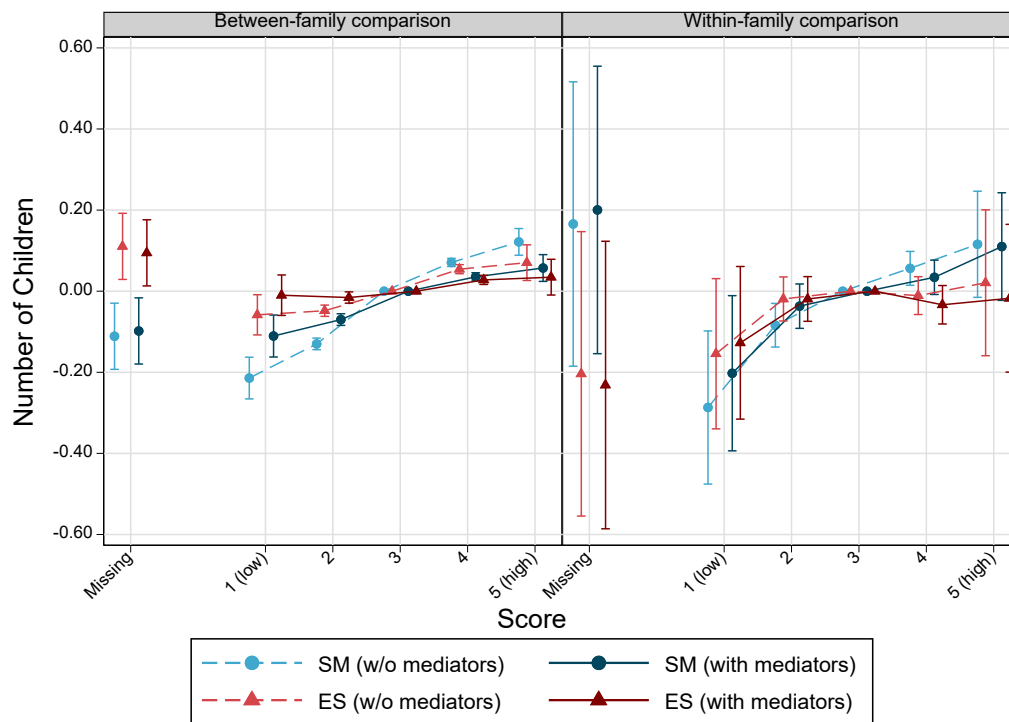 Between-family comparison
Within-family comparison
Number of Children
0.60
0.40
0.20
0.00
-0.20
-0.40
-0.60
Missing
1 (low)
2
3
4
5 (high)
Missing
1 (low)
2
3
4
5 (high)
Score
SM (w/o mediators)
SM (with mediators)
ES (w/o mediators)
ES (with mediators)